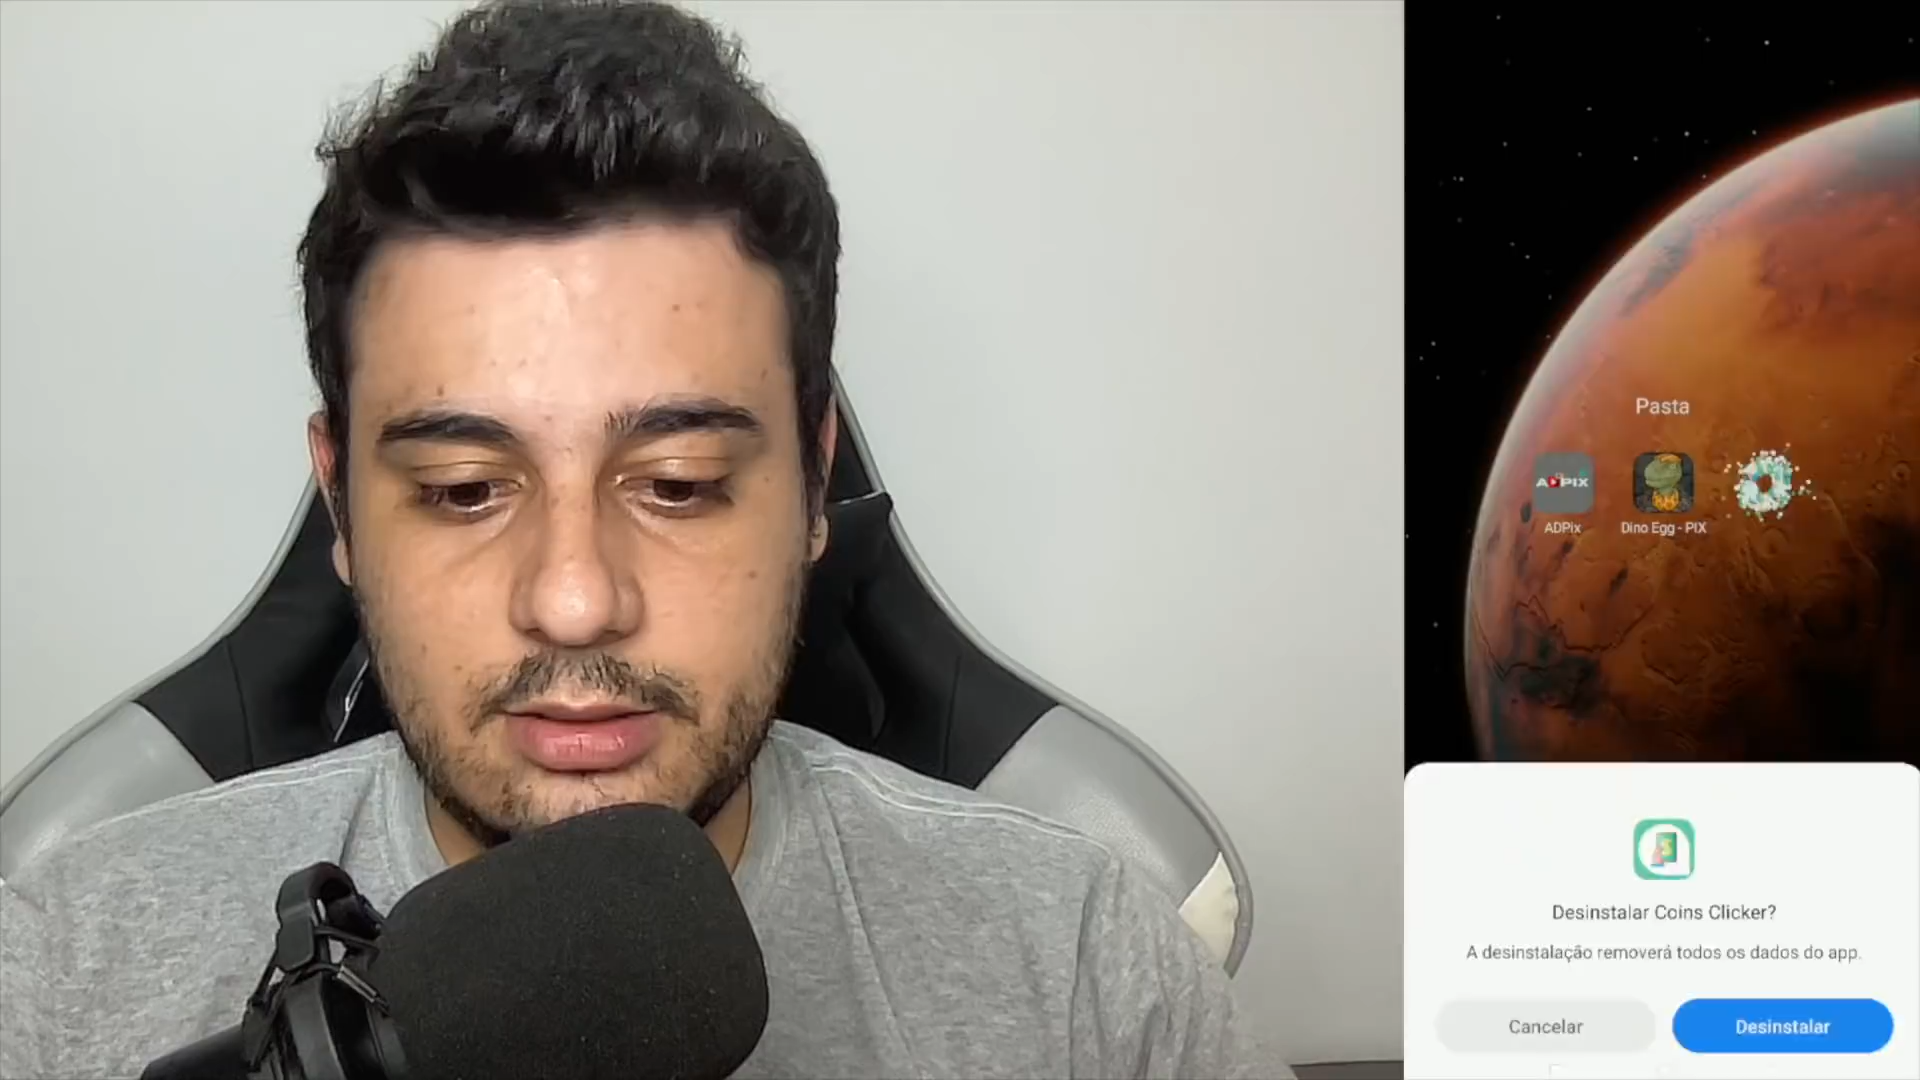 Pasta
ADPIX
ADPix
Dino Egg - PIX
Desinstalar Coins Clicker?
A desinstalação removerá todos os dados do app.
Cancelar
Desinstalar